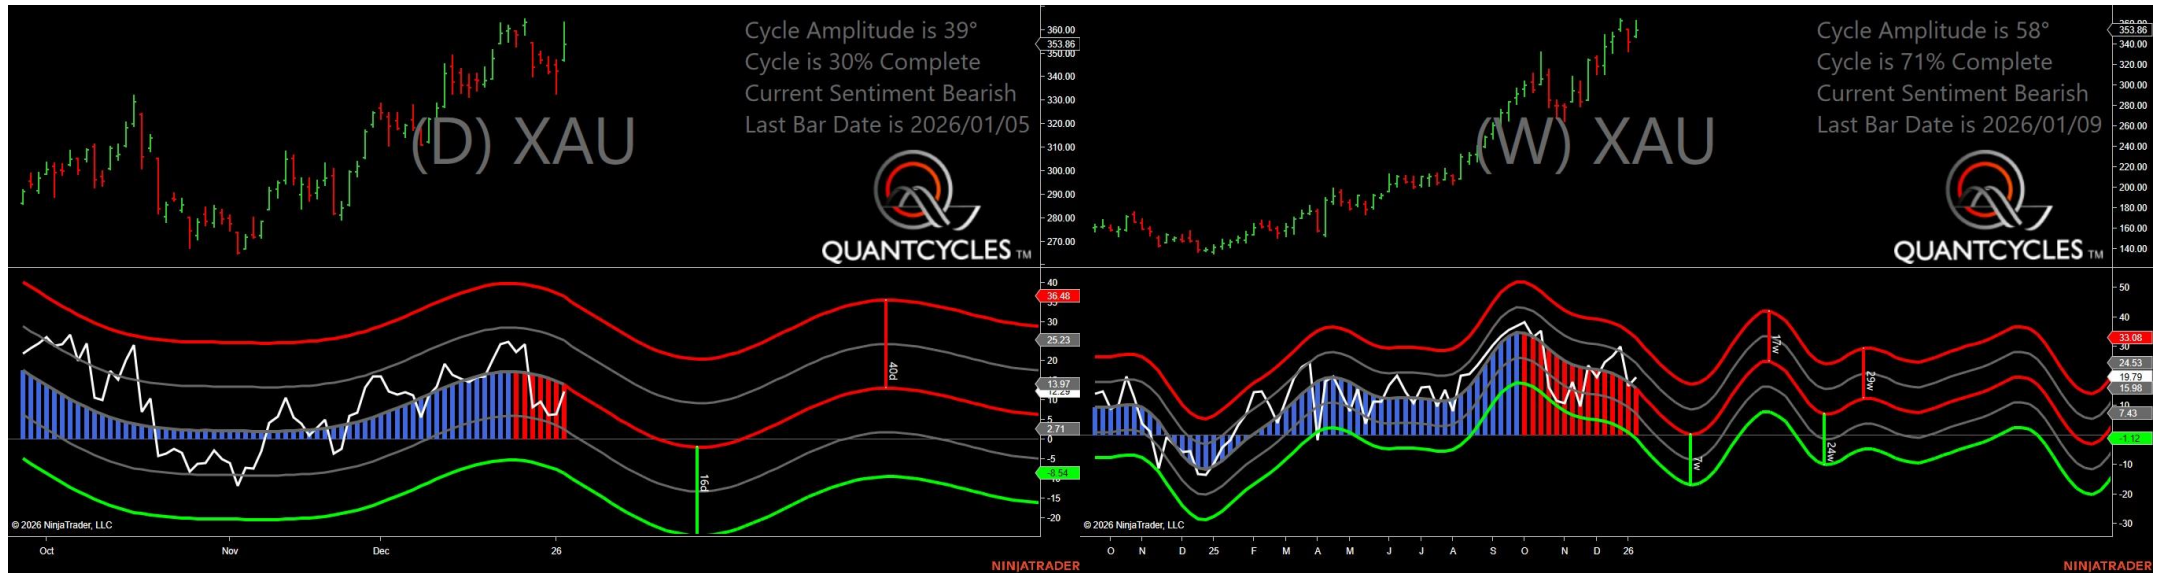 Cycle Amplitude is 39°
Cycle is 30% Complete
Current Sentiment Bearish
Last Bar Date is 2026/01/05
(D) XAU
QUANTCYCLES TM
360.00
353.86
350.00
340.00
330.00
320.00
310.00
300.00
290.00
280.00
270.00
40
36.48
30
25.23
20
13.97
12.29
5
2.71
0
-5
-8.54
-15
-20
40d
16d
© 2026 NinjaTrader, LLC
Oct Nov Dec 26
NINJATRADER
Cycle Amplitude is 58°
Cycle is 71% Complete
Current Sentiment Bearish
Last Bar Date is 2026/01/09
(W) XAU
QUANTCYCLES TM
353.86
340.00
320.00
300.00
280.00
260.00
240.00
220.00
200.00
180.00
160.00
140.00
50
40
33.08
30
24.53
19.79
15.98
10
7.43
-1.12
-10
-20
-30
17w
29w
24w
7w
© 2026 NinjaTrader, LLC
O N D 25 F M A M J J A S O N D 26
NINJATRADER